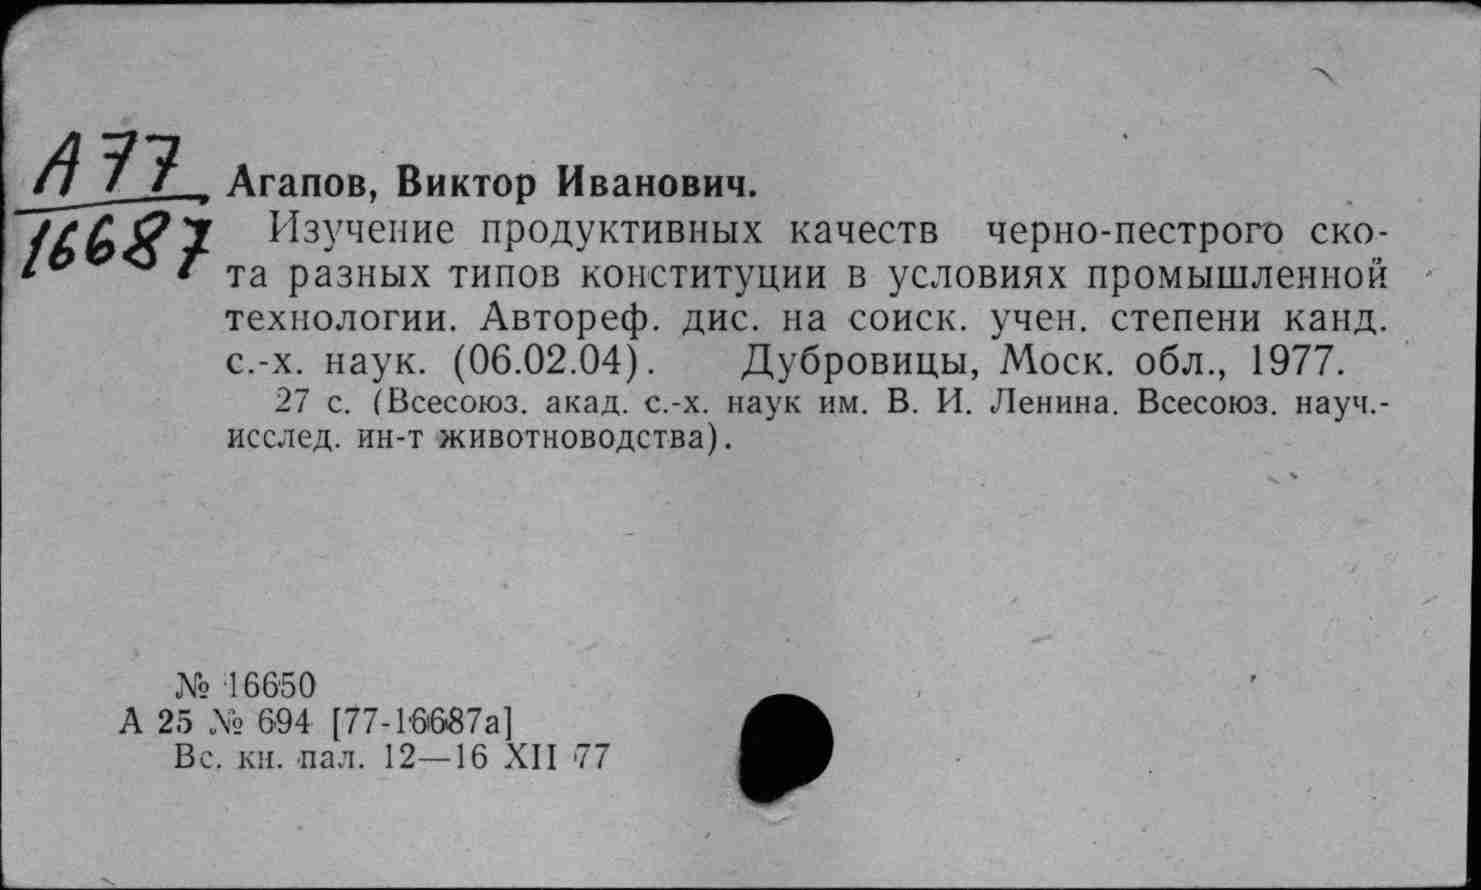 А77
16687
Агапов, Виктор Иванович.
Изучение продуктивных качеств черно-пестрого ско-
та разных типов конституции в условиях промышленной
технологии. Автореф. дис. на соиск. учен. степени канд.
с.-х. наук. (06.02.04). Дубровицы, Моск. обл., 1977.
27 с. (Всесоюз. акад. с.-х. наук им. В. И. Ленина. Всесоюз. науч.-
исслед. ин-т животноводства).
№ 16650
А 25 № 694 [77-16687а]
Вс. кн. пал. 12—16 XII 77